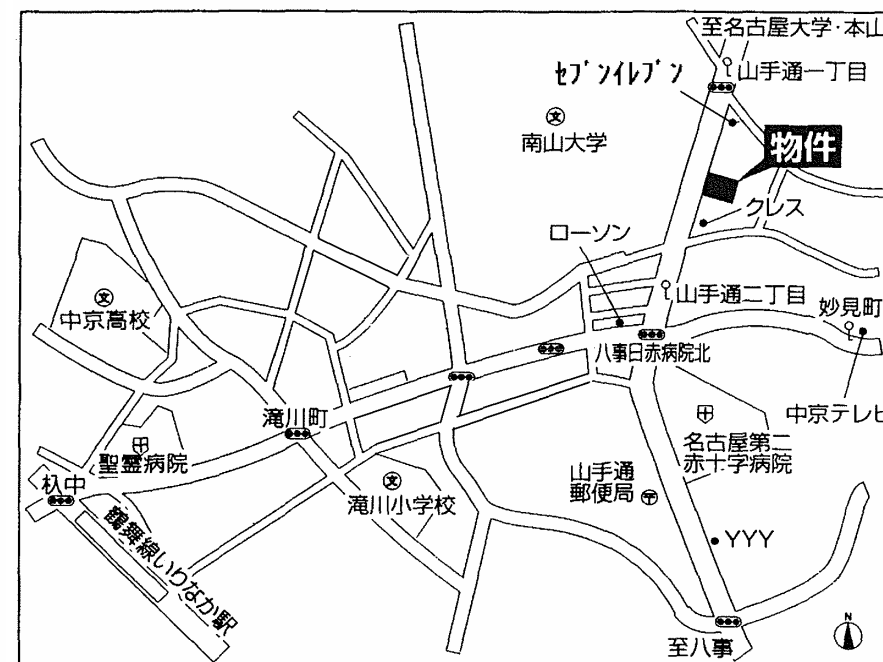 至名古屋大学・本山
セブンイレブン
山手通一丁目
文
南山大学
物件
クレス
ローソン
山手通二丁目
妙見町
文
中京高校
八事日赤病院北
中京テレビ
滝川町
名古屋第二
赤十字病院
聖霊病院
杁中
文
滝川小学校
山手通
郵便局
〒
鶴舞線いりなか駅
YYY
至八事
N